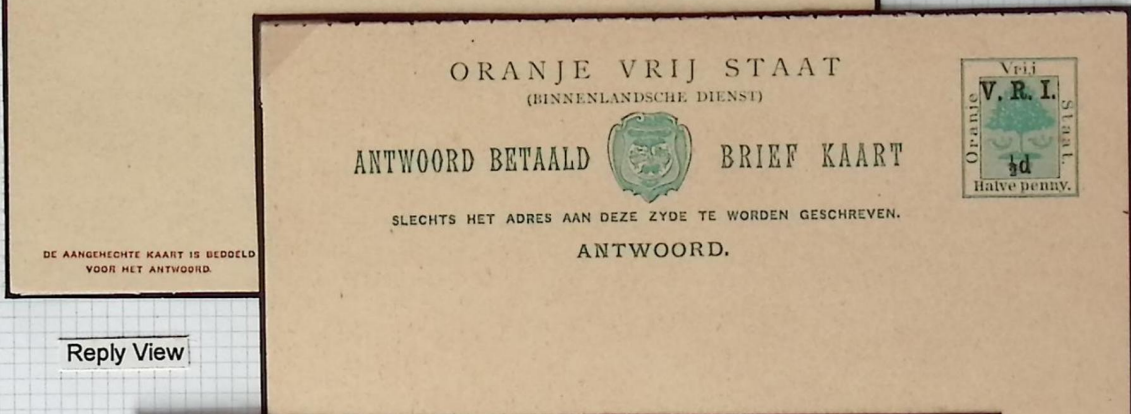 ORANJE VRIJ STAAT
(BINNENLANDSCHE DIENST)
ANTWOORD BETAALD BRIEF KAART
SLECHTS HET ADRES AAN DEZE ZYDE TE WORDEN GESCHREVEN.
ANTWOORD.
Vrij
Oranje
Staat.
V. R. I.
½d
Halve penny.
DE AANGEHECHTE KAART IS BEDOELD
VOOR HET ANTWOORD.
Reply View